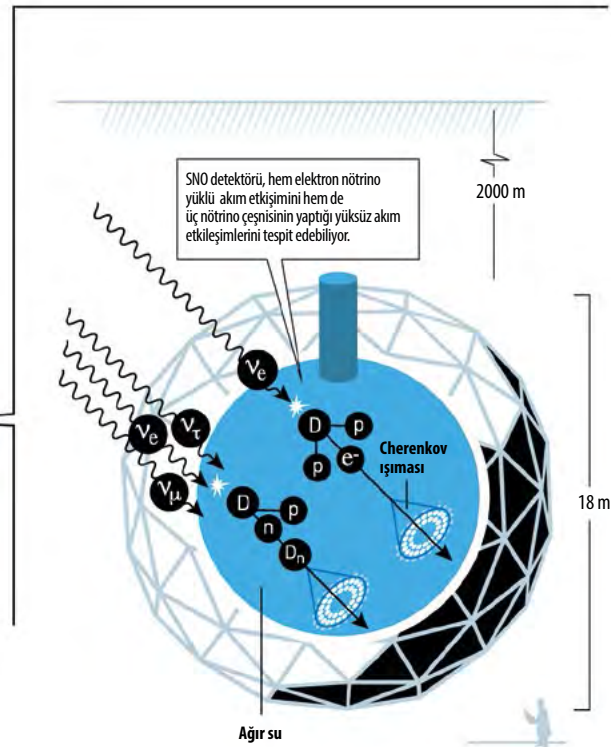 SNO detektörü, hem elektron nötrino
yüklü akım etkişimini hem de
üç nötrino çeşnisinin yaptığı yüksüz akım
etkileşimlerini tespit edebiliyor.
2000 m
νe
ντ
νe
νμ
D
p
p
e-
Cherenkov
ışıması
D
p
n
Dn
18 m
Ağır su